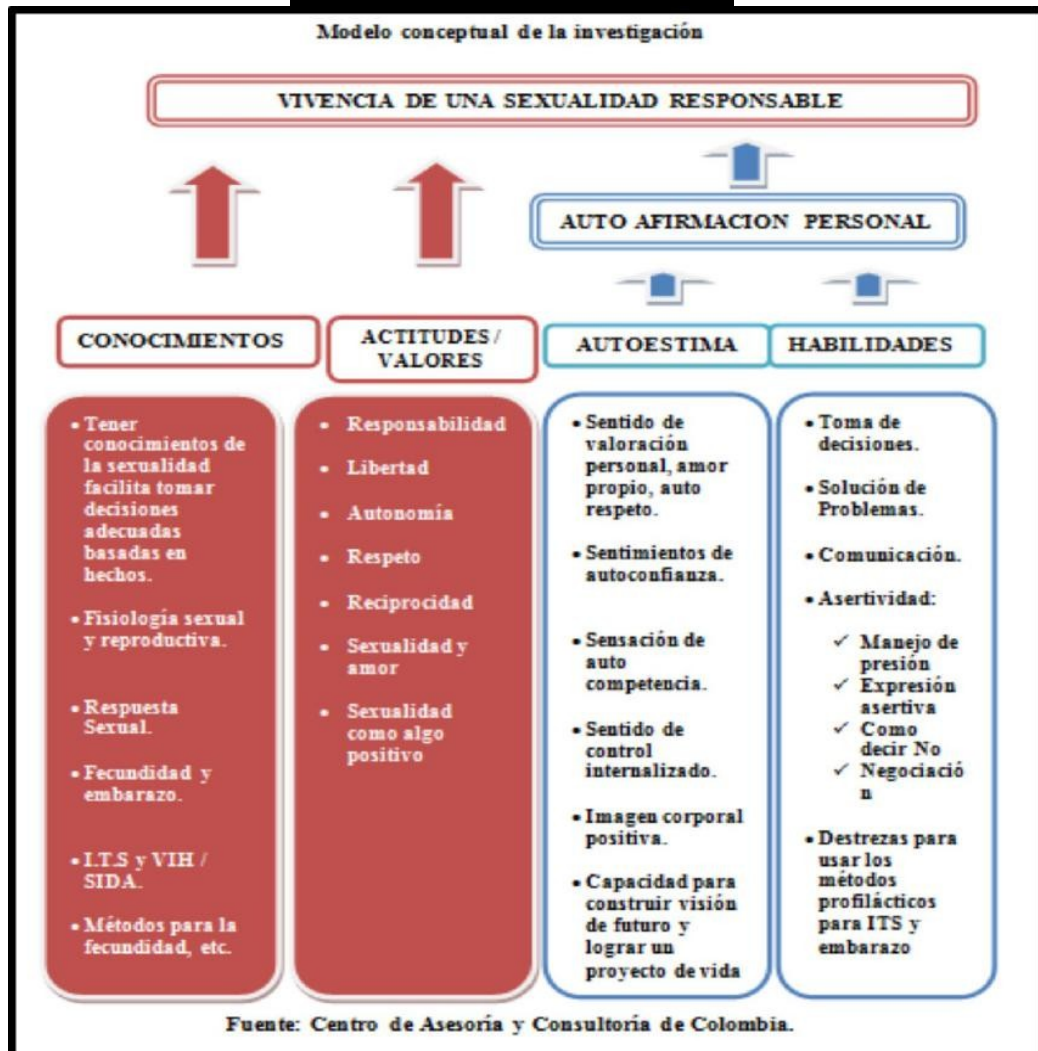 Modelo conceptual de la investigación
VIVENCIA DE UNA SEXUALIDAD RESPONSABLE
AUTO AFIRMACION PERSONAL
CONOCIMIENTOS
ACTITUDES /
VALORES
AUTOESTIMA
HABILIDADES
• Tener
conocimientos de
la sexualidad
facilita tomar
decisiones
adecuadas
basadas en
hechos.
• Fisiología sexual
y reproductiva.
• Respuesta
Sexual.
• Fecundidad y
embarazo.
• I.T.S y VIH /
SIDA.
• Métodos para la
fecundidad, etc.
• Responsabilidad
• Libertad
• Autonomía
• Respeto
• Reciprocidad
• Sexualidad y
amor
• Sexualidad
como algo
positivo
• Sentido de
valoración
personal, amor
propio, auto
respeto.
• Sentimientos de
autoconfianza.
• Sensación de
auto
competencia.
• Sentido de
control
internalizado.
• Imagen corporal
positiva.
• Capacidad para
construir visión
de futuro y
lograr un
proyecto de vida
• Toma de
decisiones.
• Solución de
Problemas.
• Comunicación.
• Asertividad:
✓ Manejo de
presión
✓ Expresión
asertiva
✓ Como
decir No
✓ Negociació
n
• Destrezas para
usar los
métodos
profilácticos
para ITS y
embarazo
Fuente: Centro de Asesoría y Consultoría de Colombia.